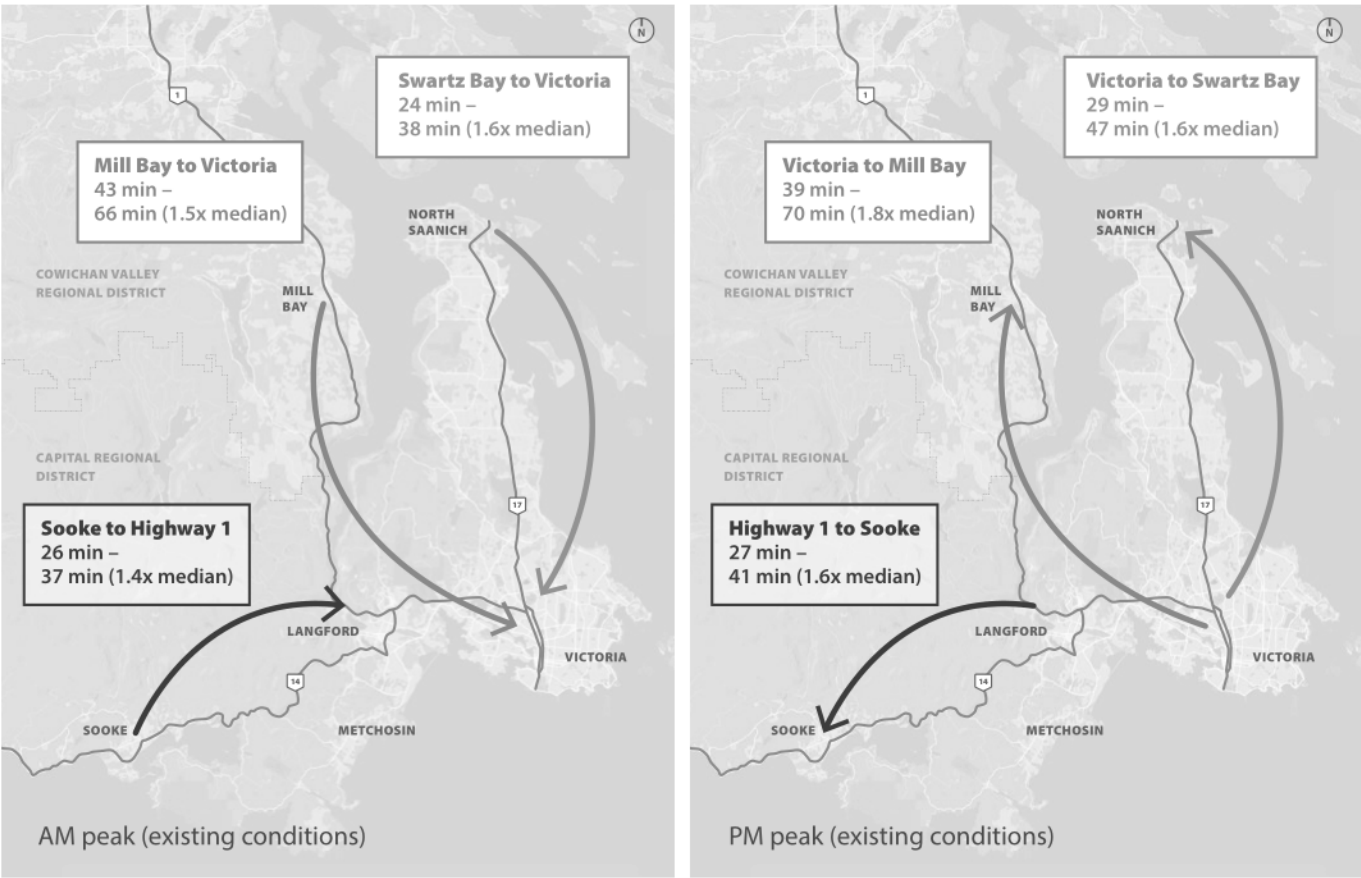 N
1
Swartz Bay to Victoria
24 min –
38 min (1.6x median)
Mill Bay to Victoria
43 min –
66 min (1.5x median)
NORTH
SAANICH
COWICHAN VALLEY
REGIONAL DISTRICT
MILL
BAY
CAPITAL REGIONAL
DISTRICT
17
Sooke to Highway 1
26 min –
37 min (1.4x median)
LANGFORD
VICTORIA
14
SOOKE
METCHOSIN
AM peak (existing conditions)
N
1
Victoria to Swartz Bay
29 min –
47 min (1.6x median)
Victoria to Mill Bay
39 min –
70 min (1.8x median)
NORTH
SAANICH
COWICHAN VALLEY
REGIONAL DISTRICT
MILL
BAY
CAPITAL REGIONAL
DISTRICT
17
Highway 1 to Sooke
27 min –
41 min (1.6x median)
LANGFORD
VICTORIA
14
SOOKE
METCHOSIN
PM peak (existing conditions)